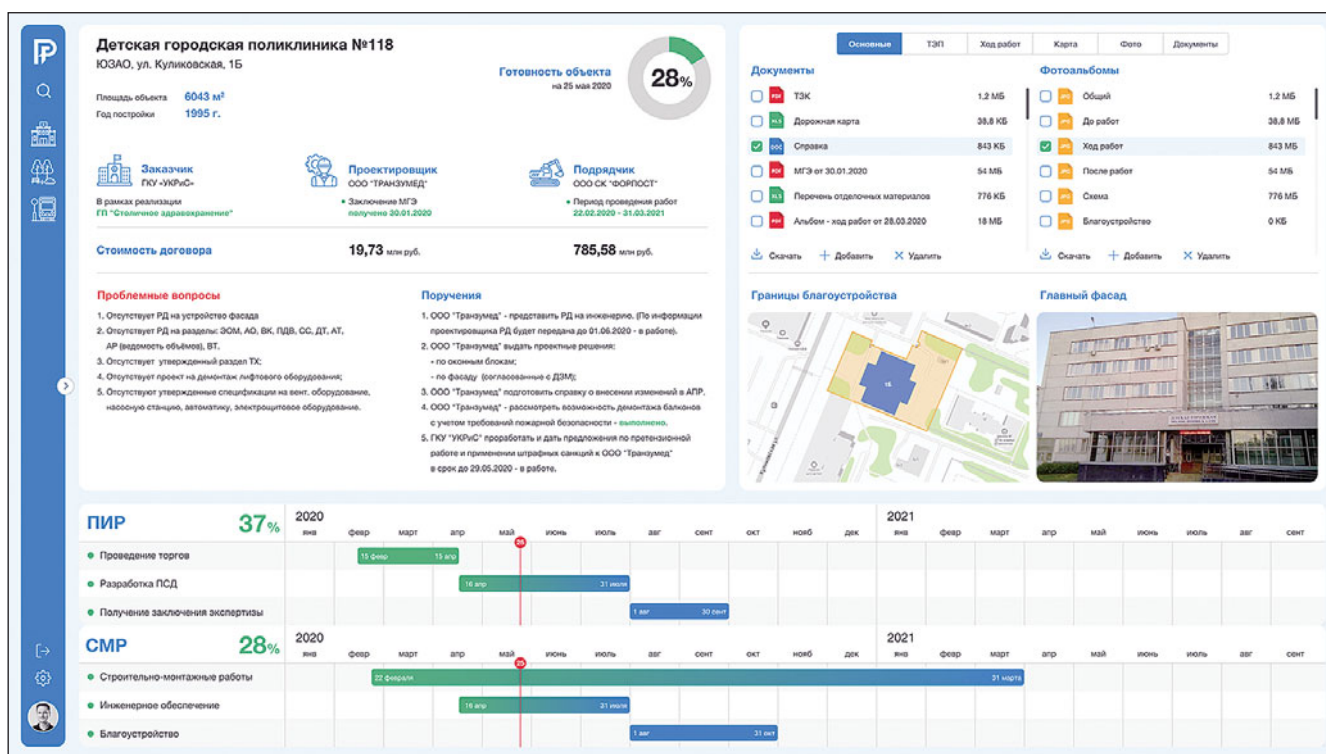 Детская городская поликлиника №118
ЮЗАО, ул. Куликовская, 1Б
Площадь объекта 6043 м²
Год постройки 1995 г.
Готовность объекта
на 25 мая 2020
28%
Заказчик
ГКУ «УКРиС»
В рамках реализации
ГП "Столичное здравохранение"
Проектировщик
ООО "ТРАНЗУМЕД"
• Заключение МГЭ
получено 30.01.2020
Подрядчик
ООО СК "ФОРПОСТ"
• Период проведения работ
22.02.2020 - 31.03.2021
Стоимость договора 19,73 млн руб. 785,58 млн руб.
Проблемные вопросы
1. Отсутствует РД на устройство фасада
2. Отсутствует РД на разделы: ЭОМ, АО, ВК, ПДВ, СС, ДТ, АТ,
АР (ведомость объёмов), ВТ.
3. Отсутствует утвержденный раздел ТХ;
4. Отсутствует проект на демонтаж лифтового оборудования;
5. Отсутствуют утвержденные спецификации на вент. оборудование,
насосную станцию, автоматику, электрощитовое оборудование.
Поручения
1. ООО "Транзумед" - представить РД на инженерию. (По информации
проектировщика РД будет передана до 01.06.2020 - в работе).
2. ООО "Транзумед" выдать проектные решения:
- по оконным блокам;
- по фасаду (согласованные с ДЗМ);
3. ООО "Транзумед" подготовить справку о внесении изменений в АПР.
4. ООО "Транзумед" - рассмотреть возможность демонтажа балконов
с учетом требований пожарной безопасности - выполнено.
5. ГКУ "УКРиС" проработать и дать предложения по претензионной
работе и применении штрафных санкций к ООО "Транзумед"
в срок до 29.05.2020 - в работе.
Основные ТЭП Ход работ Карта Фото Документы
Документы
PDF ТЗК 1,2 МБ
XLS Дорожная карта 38,8 КБ
DOC Справка 843 КБ
PDF МГЭ от 30.01.2020 54 МБ
XLS Перечень отделочных материалов 776 КБ
PDF Альбом - ход работ от 28.03.2020 18 МБ
Скачать Добавить Удалить
Фотоальбомы
JPG Общий 1,2 МБ
JPG До работ 38,8 МБ
JPG Ход работ 843 МБ
JPG После работ 54 МБ
JPG Схема 776 МБ
JPG Благоустройство 0 КБ
Скачать Добавить Удалить
Границы благоустройства
1Б
Куликовская ул.
Главный фасад
ПИР 37%
2020 2021
янв февр март апр май июнь июль авг сент окт нояб дек янв февр март апр май июнь июль авг сент
25
Проведение торгов 15 февр 15 апр
Разработка ПСД 16 апр 31 июля
Получение заключения экспертизы 1 авг 30 сент
СМР 28%
2020 2021
янв февр март апр май июнь июль авг сент окт нояб дек янв февр март апр май июнь июль авг сент
25
Строительно-монтажные работы 22 февраля 31 марта
Инженерное обеспечение 16 апр 31 июля
Благоустройство 1 авг 31 окт